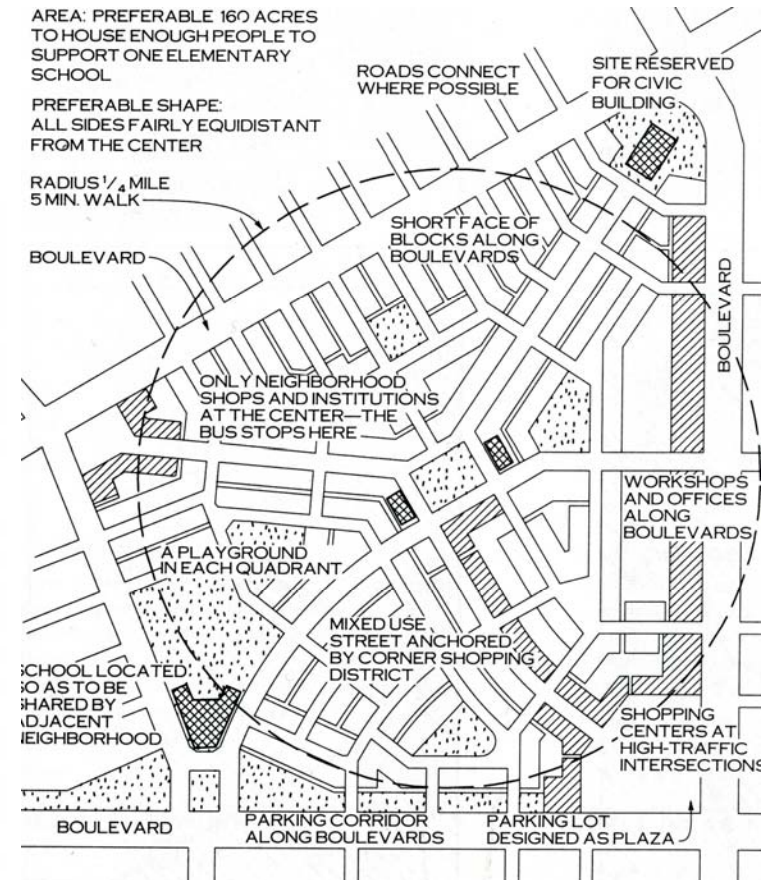 AREA: PREFERABLE 160 ACRES
TO HOUSE ENOUGH PEOPLE TO
SUPPORT ONE ELEMENTARY
SCHOOL
PREFERABLE SHAPE:
ALL SIDES FAIRLY EQUIDISTANT
FROM THE CENTER
RADIUS 1/4 MILE
5 MIN. WALK
BOULEVARD
ROADS CONNECT
WHERE POSSIBLE
SITE RESERVED
FOR CIVIC
BUILDING
SHORT FACE OF
BLOCKS ALONG
BOULEVARDS
BOULEVARD
ONLY NEIGHBORHOOD
SHOPS AND INSTITUTIONS
AT THE CENTER—THE
BUS STOPS HERE
WORKSHOPS
AND OFFICES
ALONG
BOULEVARDS
A PLAYGROUND
IN EACH QUADRANT
MIXED USE
STREET ANCHORED
BY CORNER SHOPPING
DISTRICT
SCHOOL LOCATED
SO AS TO BE
SHARED BY
ADJACENT
NEIGHBORHOOD
SHOPPING
CENTERS AT
HIGH-TRAFFIC
INTERSECTIONS
BOULEVARD
PARKING CORRIDOR
ALONG BOULEVARDS
PARKING LOT
DESIGNED AS PLAZA